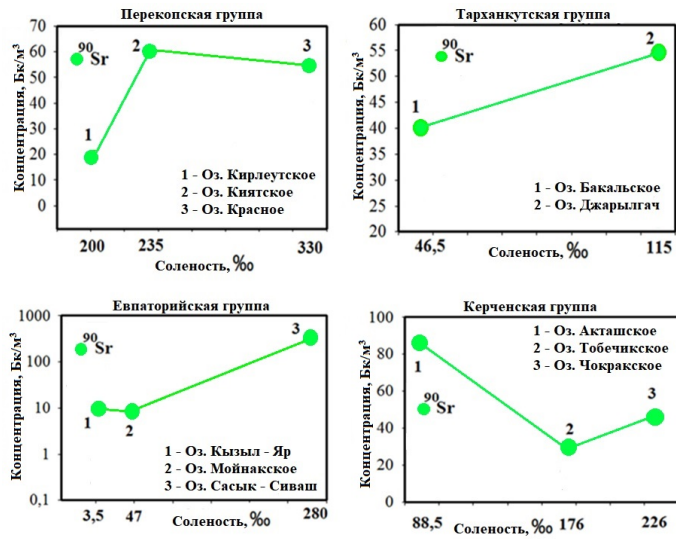 Перекопская группа
Концентрация, Бк/м³
70
60
50
40
30
20
10
0
⁹⁰Sr
1
2
3
1 - Оз. Кирлеутское
2 - Оз. Киятское
3 - Оз. Красное
200 235 330
Соленость, ‰
Тарханкутская группа
Концентрация, Бк/м³
60
55
50
45
40
35
30
25
20
⁹⁰Sr
1
2
1 - Оз. Бакальское
2 - Оз. Джарылгач
46,5 115
Соленость, ‰
Евпаторийская группа
Концентрация, Бк/м³
1000
100
10
1
0,1
⁹⁰Sr
1
2
3
1 - Оз. Кызыл - Яр
2 - Оз. Мойнакское
3 - Оз. Сасык - Сиваш
3,5 47 280
Соленость, ‰
Керченская группа
Концентрация, Бк/м³
100
80
60
40
20
0
1 - Оз. Акташское
2 - Оз. Тобечикское
3 - Оз. Чокракское
1
⁹⁰Sr
2
3
88,5 176 226
Соленость, ‰